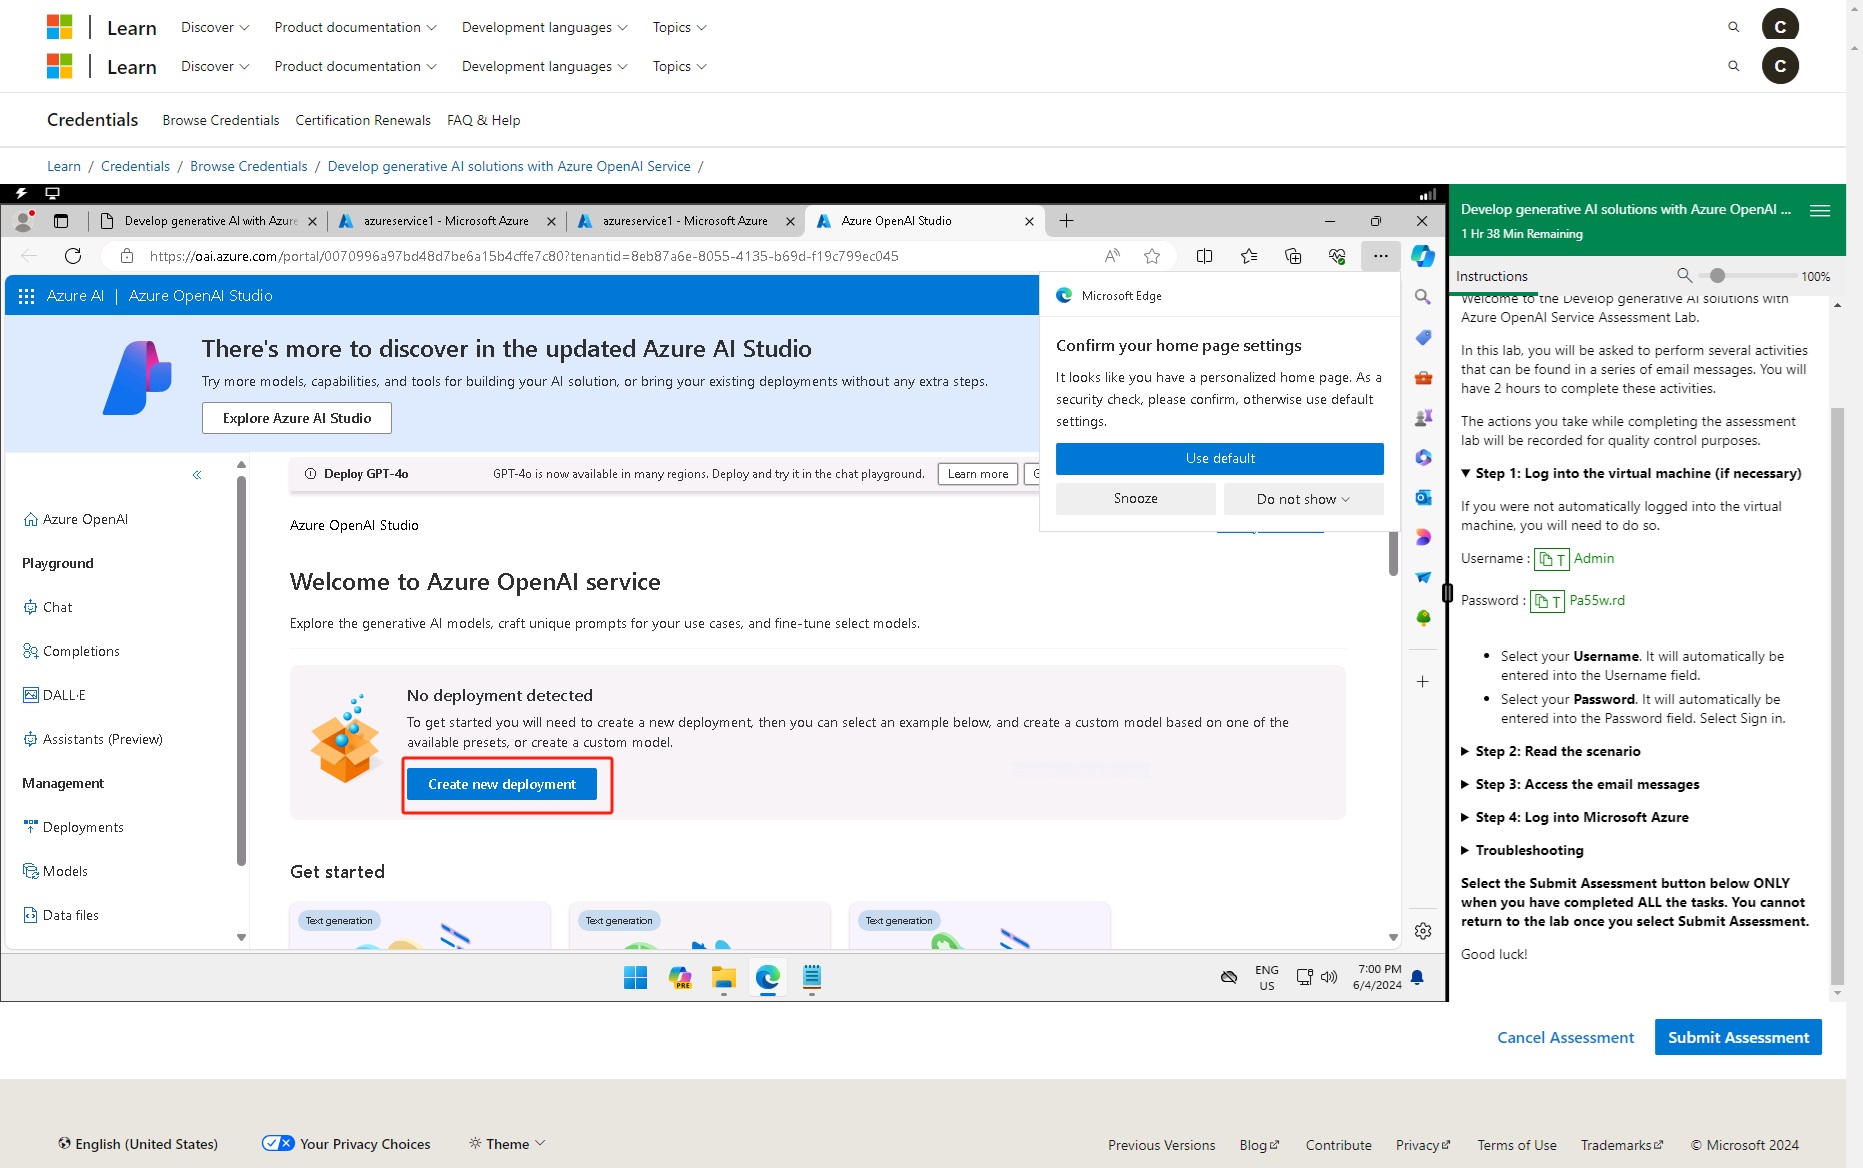 Learn Discover Product documentation Development languages Topics C
Learn Discover Product documentation Development languages Topics C
Credentials Browse Credentials Certification Renewals FAQ & Help
Learn / Credentials / Browse Credentials / Develop generative AI solutions with Azure OpenAI Service /
Develop generative AI with Azure azureservice1 - Microsoft Azure azureservice1 - Microsoft Azure Azure OpenAI Studio
https://oai.azure.com/portal/0070996a97bd48d7be6a15b4cffe7c80?tenantid=8eb87a6e-8055-4135-b69d-f19c799ec045
Azure AI | Azure OpenAI Studio
There's more to discover in the updated Azure AI Studio
Try more models, capabilities, and tools for building your AI solution, or bring your existing deployments without any extra steps.
Explore Azure AI Studio
Microsoft Edge
Confirm your home page settings
It looks like you have a personalized home page. As a
security check, please confirm, otherwise use default
settings.
Use default
Snooze Do not show
Azure OpenAI
Playground
Chat
Completions
DALL·E
Assistants (Preview)
Management
Deployments
Models
Data files
Deploy GPT-4o GPT-4o is now available in many regions. Deploy and try it in the chat playground. Learn more
Azure OpenAI Studio
Welcome to Azure OpenAI service
Explore the generative AI models, craft unique prompts for your use cases, and fine-tune select models.
No deployment detected
To get started you will need to create a new deployment, then you can select an example below, and create a custom model based on one of the
available presets, or create a custom model.
Create new deployment
Get started
Text generation Text generation Text generation
PRE
ENG
US
7:00 PM
6/4/2024
Develop generative AI solutions with Azure OpenAI ...
1 Hr 38 Min Remaining
Instructions 100%
Welcome to the Develop generative AI solutions with
Azure OpenAI Service Assessment Lab.
In this lab, you will be asked to perform several activities
that can be found in a series of email messages. You will
have 2 hours to complete these activities.
The actions you take while completing the assessment
lab will be recorded for quality control purposes.
Step 1: Log into the virtual machine (if necessary)
If you were not automatically logged into the virtual
machine, you will need to do so.
Username : T Admin
Password : T Pa55w.rd
• Select your Username. It will automatically be
entered into the Username field.
• Select your Password. It will automatically be
entered into the Password field. Select Sign in.
Step 2: Read the scenario
Step 3: Access the email messages
Step 4: Log into Microsoft Azure
Troubleshooting
Select the Submit Assessment button below ONLY
when you have completed ALL the tasks. You cannot
return to the lab once you select Submit Assessment.
Good luck!
Cancel Assessment Submit Assessment
English (United States) Your Privacy Choices Theme Previous Versions Blog Contribute Privacy Terms of Use Trademarks © Microsoft 2024